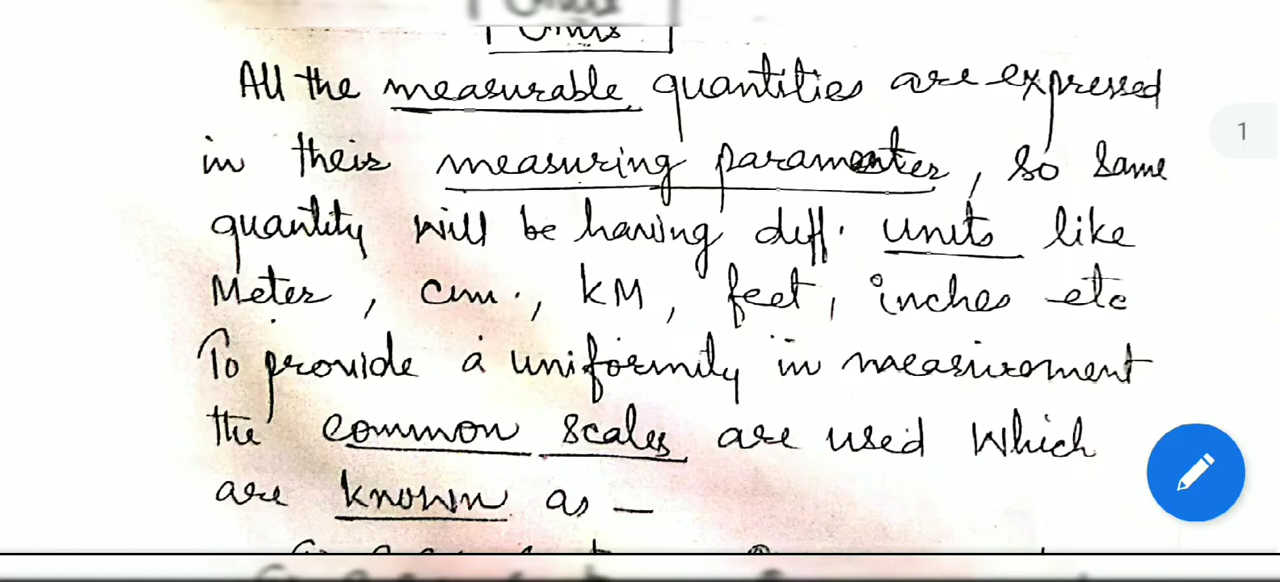 Units
All the measurable quantities are expressed
in their measuring paramenter, so same
quantity will be having diff. units like
Meter, cm., KM, feet, inches etc
To provide a uniformity in measurement
the common scales are used which
are known as —
1